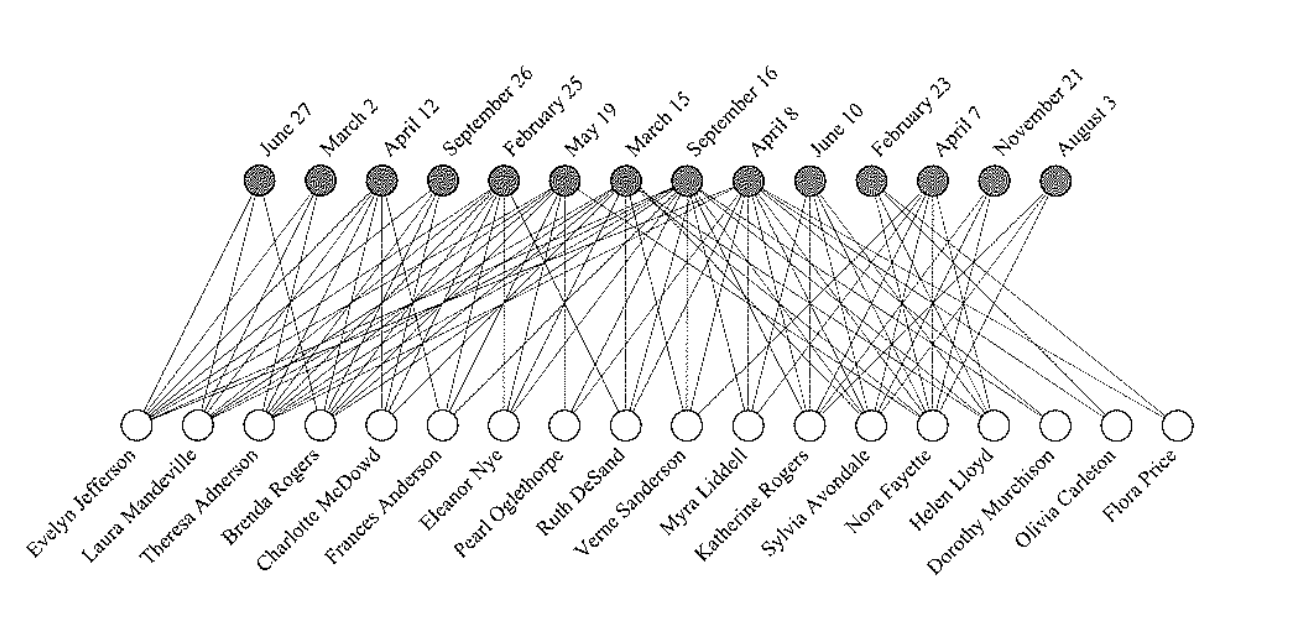 June 27
March 2
April 12
September 26
February 25
May 19
March 15
September 16
April 8
June 10
February 23
April 7
November 21
August 3
Evelyn Jefferson
Laura Mandeville
Theresa Adnerson
Brenda Rogers
Charlotte McDowd
Frances Anderson
Eleanor Nye
Pearl Oglethorpe
Ruth DeSand
Verne Sanderson
Myra Liddell
Katherine Rogers
Sylvia Avondale
Nora Fayette
Helen Lloyd
Dorothy Murchison
Olivia Carleton
Flora Price